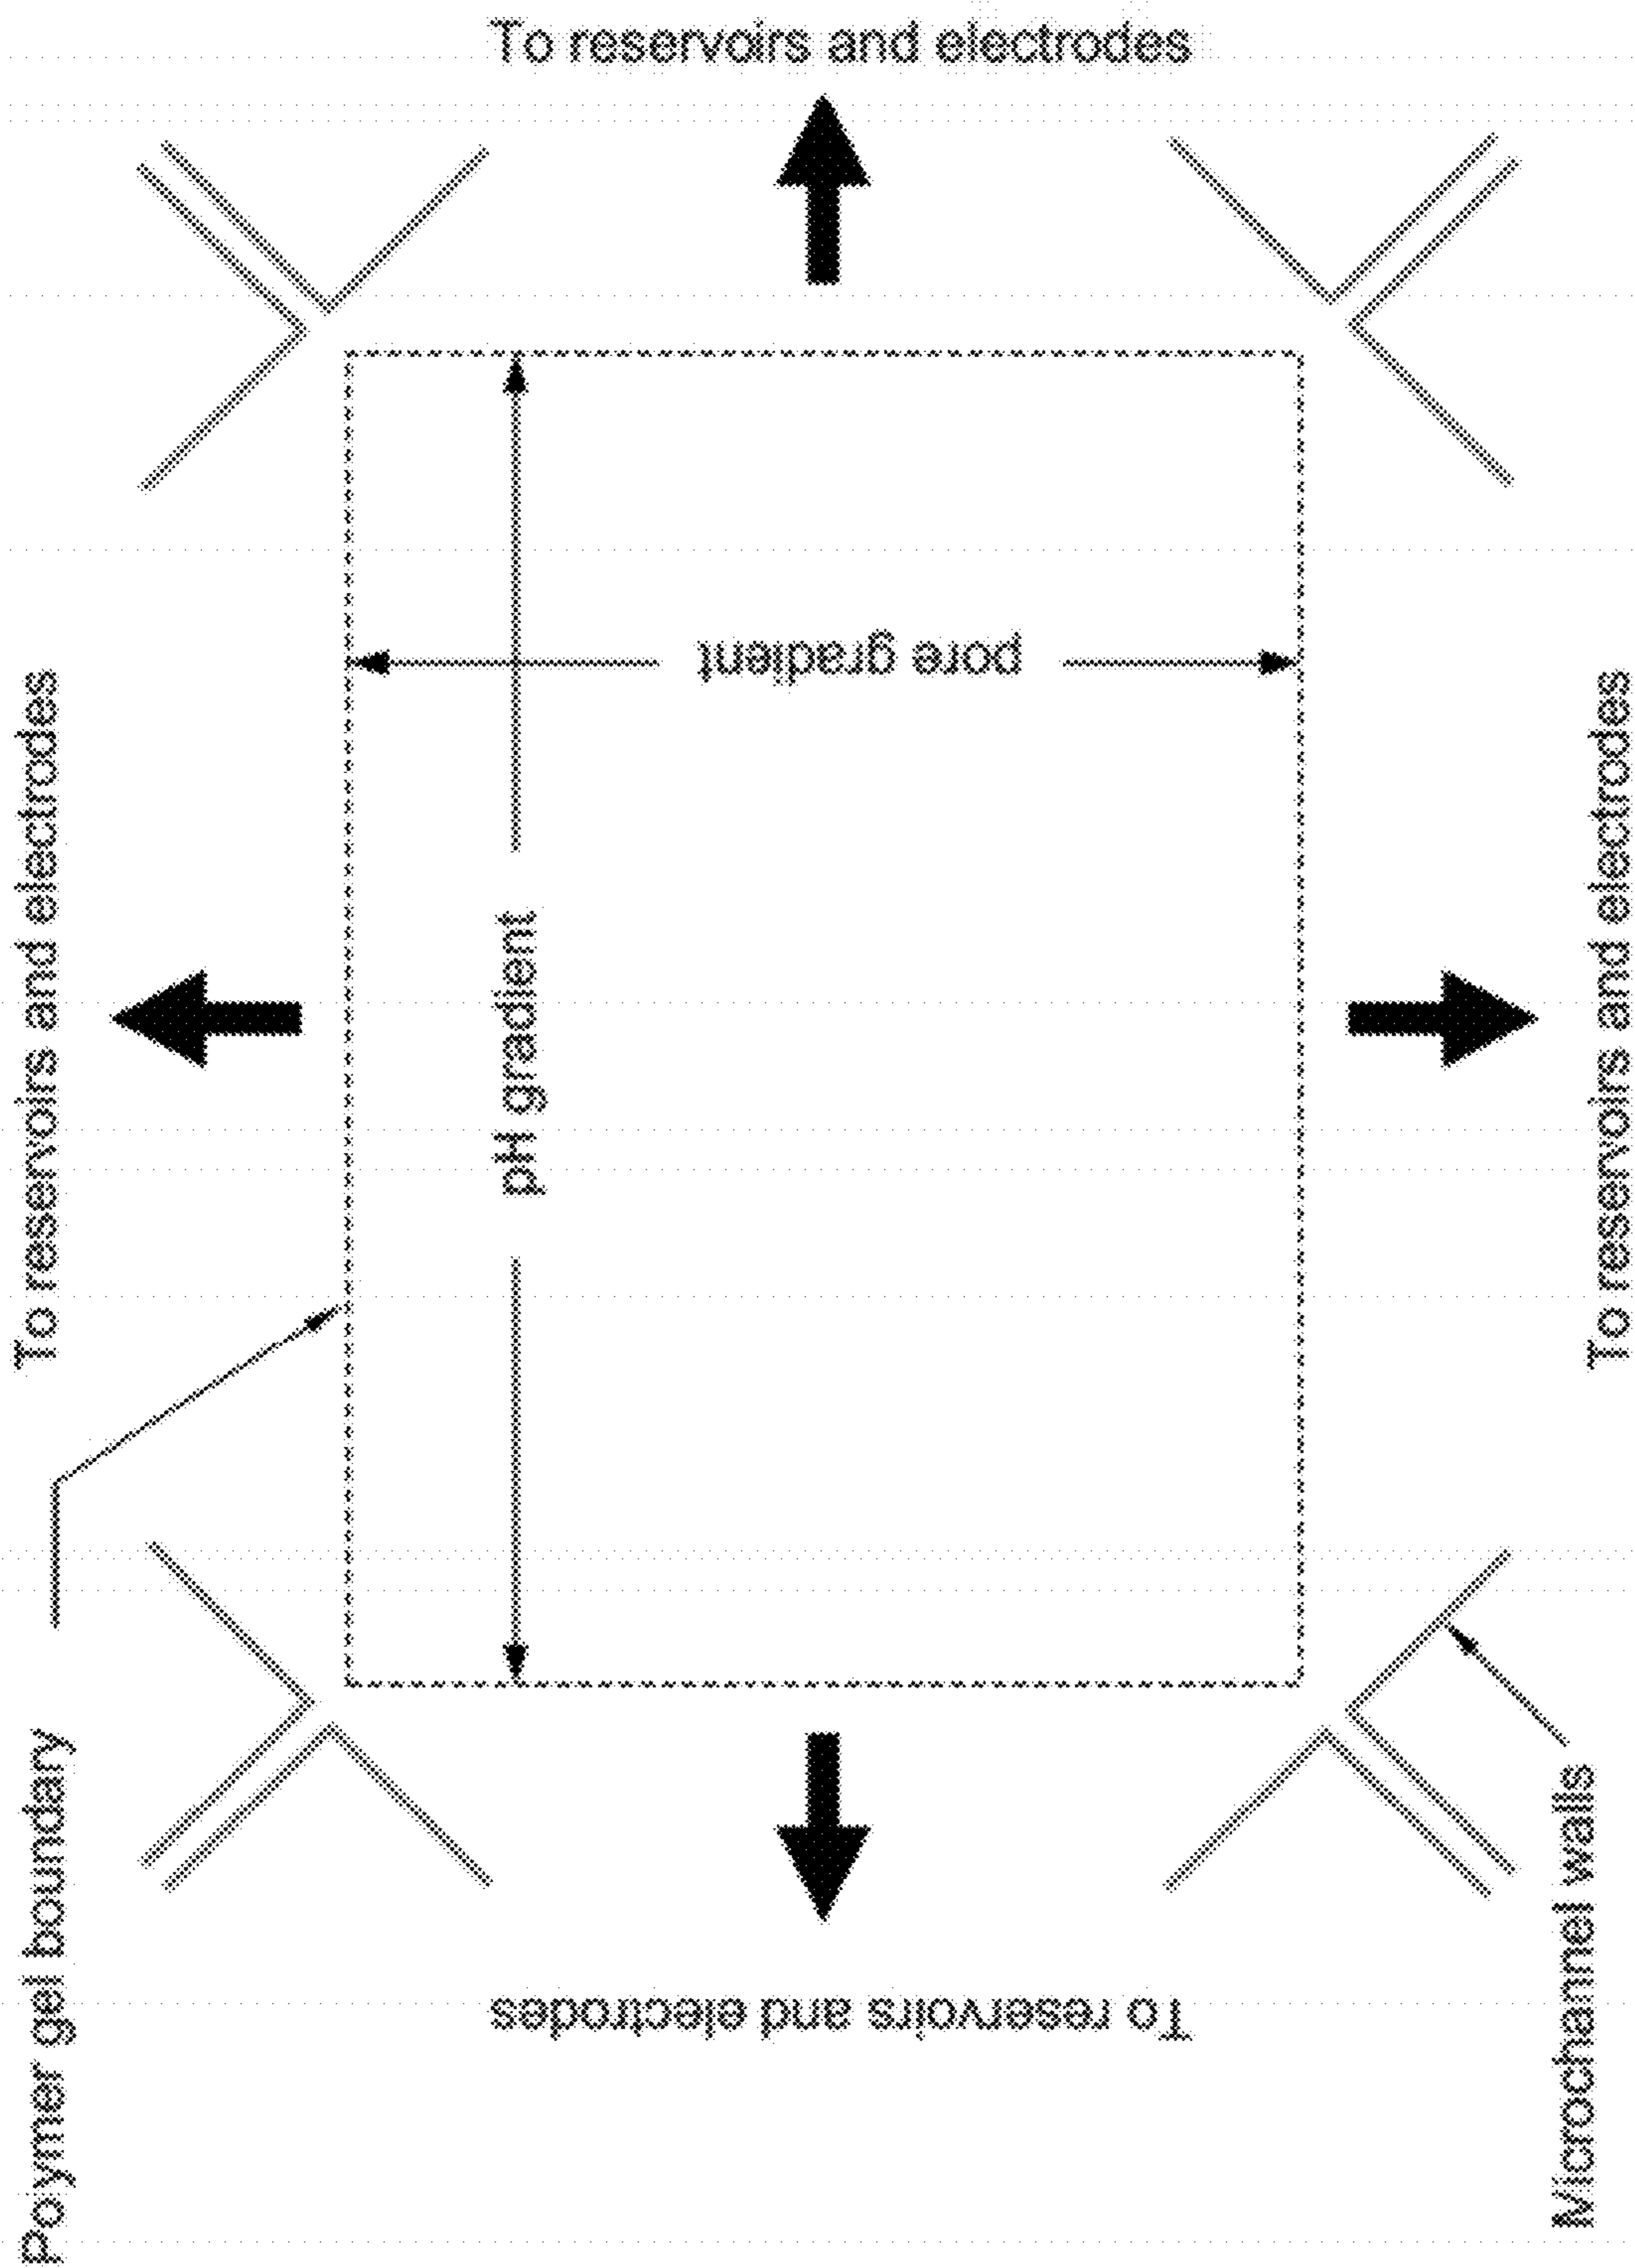 To reservoirs and electrodes
pore gradient
To reservoirs and electrodes
pH gradient
To reservoirs and electrodes
Polymer gel boundary
To reservoirs and electrodes
Microchannel walls